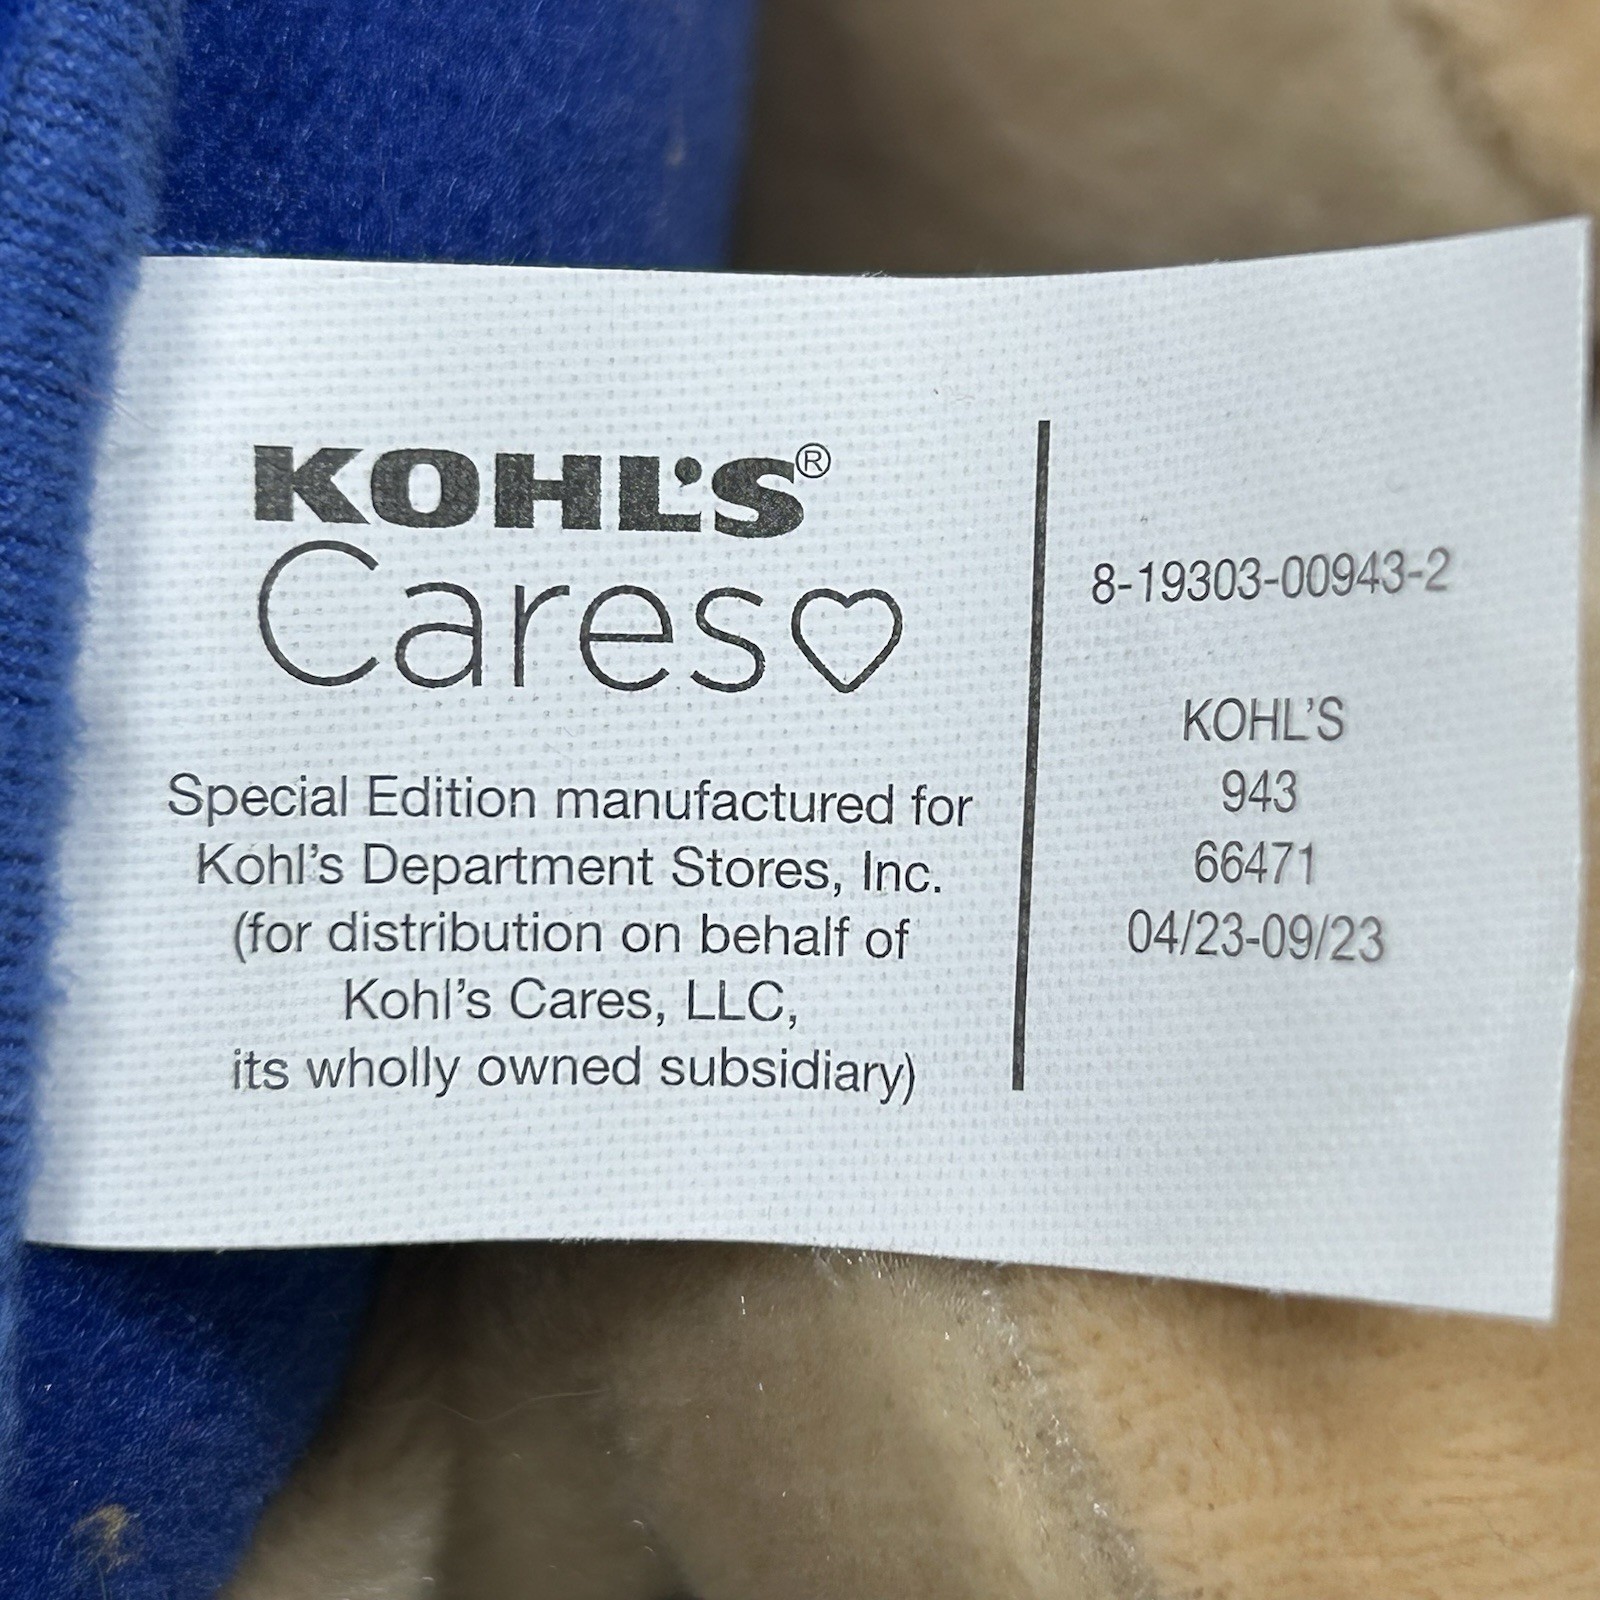 KOHL'S®
Cares
Special Edition manufactured for
Kohl's Department Stores, Inc.
(for distribution on behalf of
Kohl's Cares, LLC,
its wholly owned subsidiary)
8-19303-00943-2
KOHL'S
943
66471
04/23-09/23